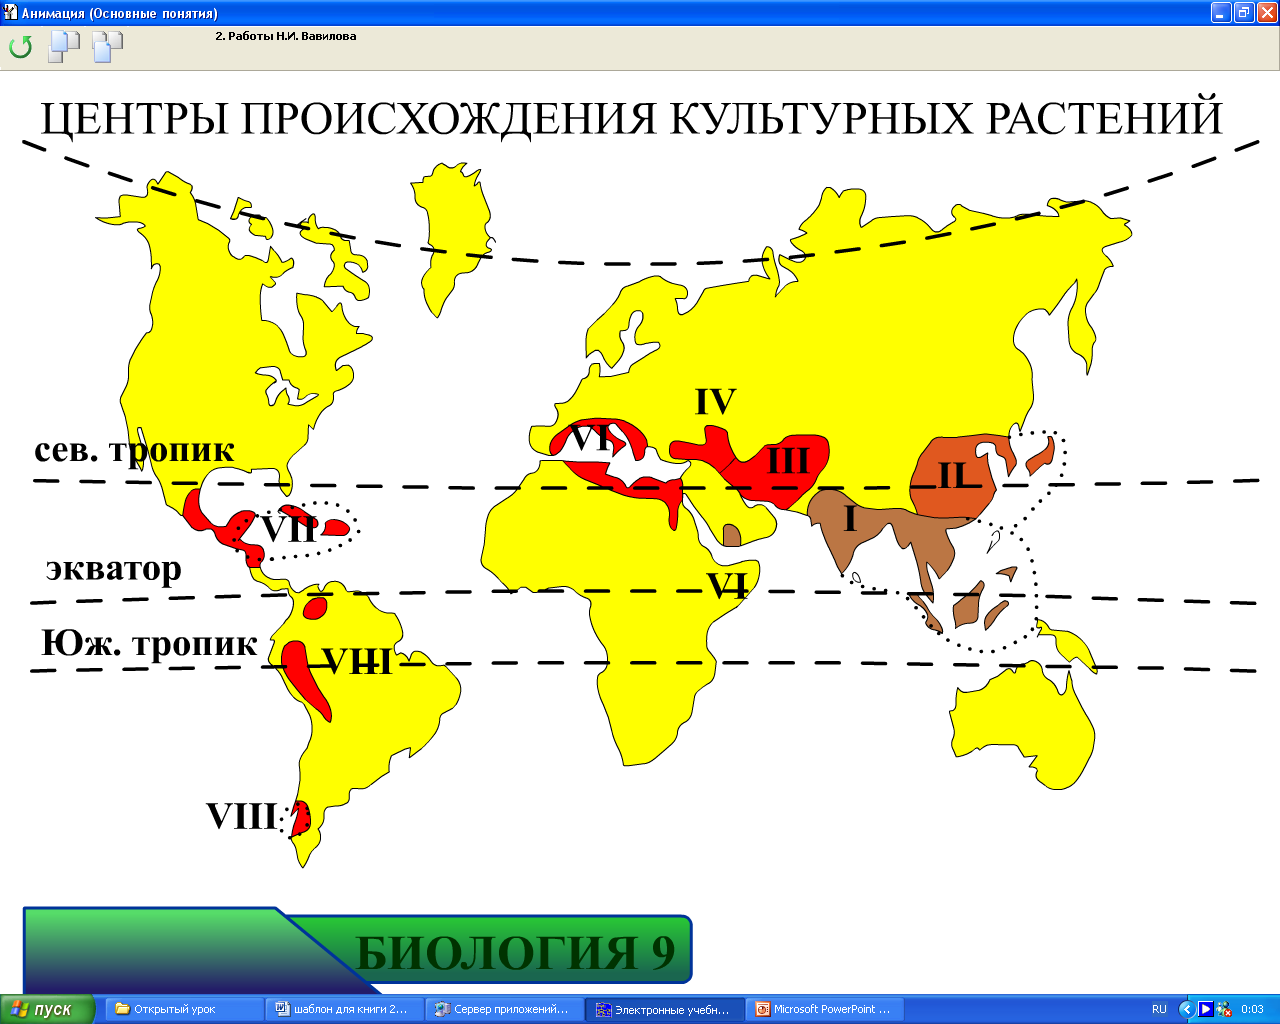 Анимация (Основные понятия)
2. Работы Н.И. Вавилова
ЦЕНТРЫ ПРОИСХОЖДЕНИЯ КУЛЬТУРНЫХ РАСТЕНИЙ
IV
VI
сев. тропик
III
II
I
VII
экватор
VI
Юж. тропик
VIII
VIII
БИОЛОГИЯ 9
пуск
Открытый урок
шаблон для книги 2...
Сервер приложений...
Электронные учебн...
Microsoft PowerPoint ...
RU
0:03